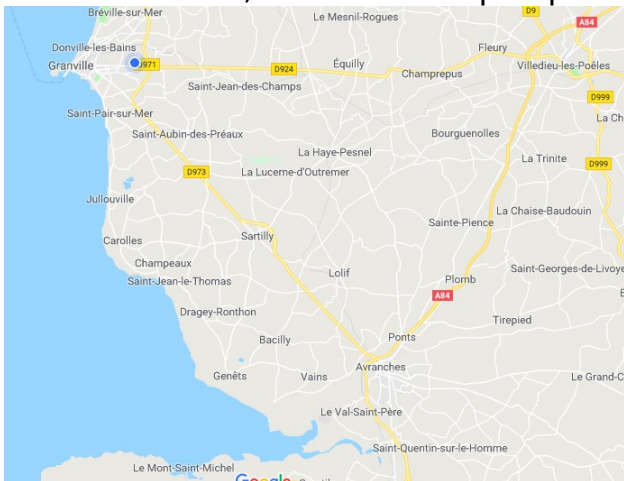 Bréville-sur-Mer
Le Mesnil-Rogues
D9
A84
Donville-les-Bains
Fleury
Granville
D971
D924
Équilly
Champrepus
Villedieu-les-Poêles
Saint-Jean-des-Champs
D999
Saint-Pair-sur-Mer
La Ch
Saint-Aubin-des-Préaux
Bourguenolles
La Haye-Pesnel
La Trinite
D999
D973
La Lucerne-d'Outremer
Jullouville
La Chaise-Baudouin
Sainte-Pience
Carolles
Sartilly
Champeaux
Lolif
Saint-Georges-de-Livoye
Saint-Jean-le-Thomas
Plomb
A84
Dragey-Ronthon
Tirepied
Bacilly
Ponts
Avranches
Genêts
Vains
Le Grand-C
Le Val-Saint-Père
Saint-Quentin-sur-le-Homme
Le Mont-Saint-Michel
Google